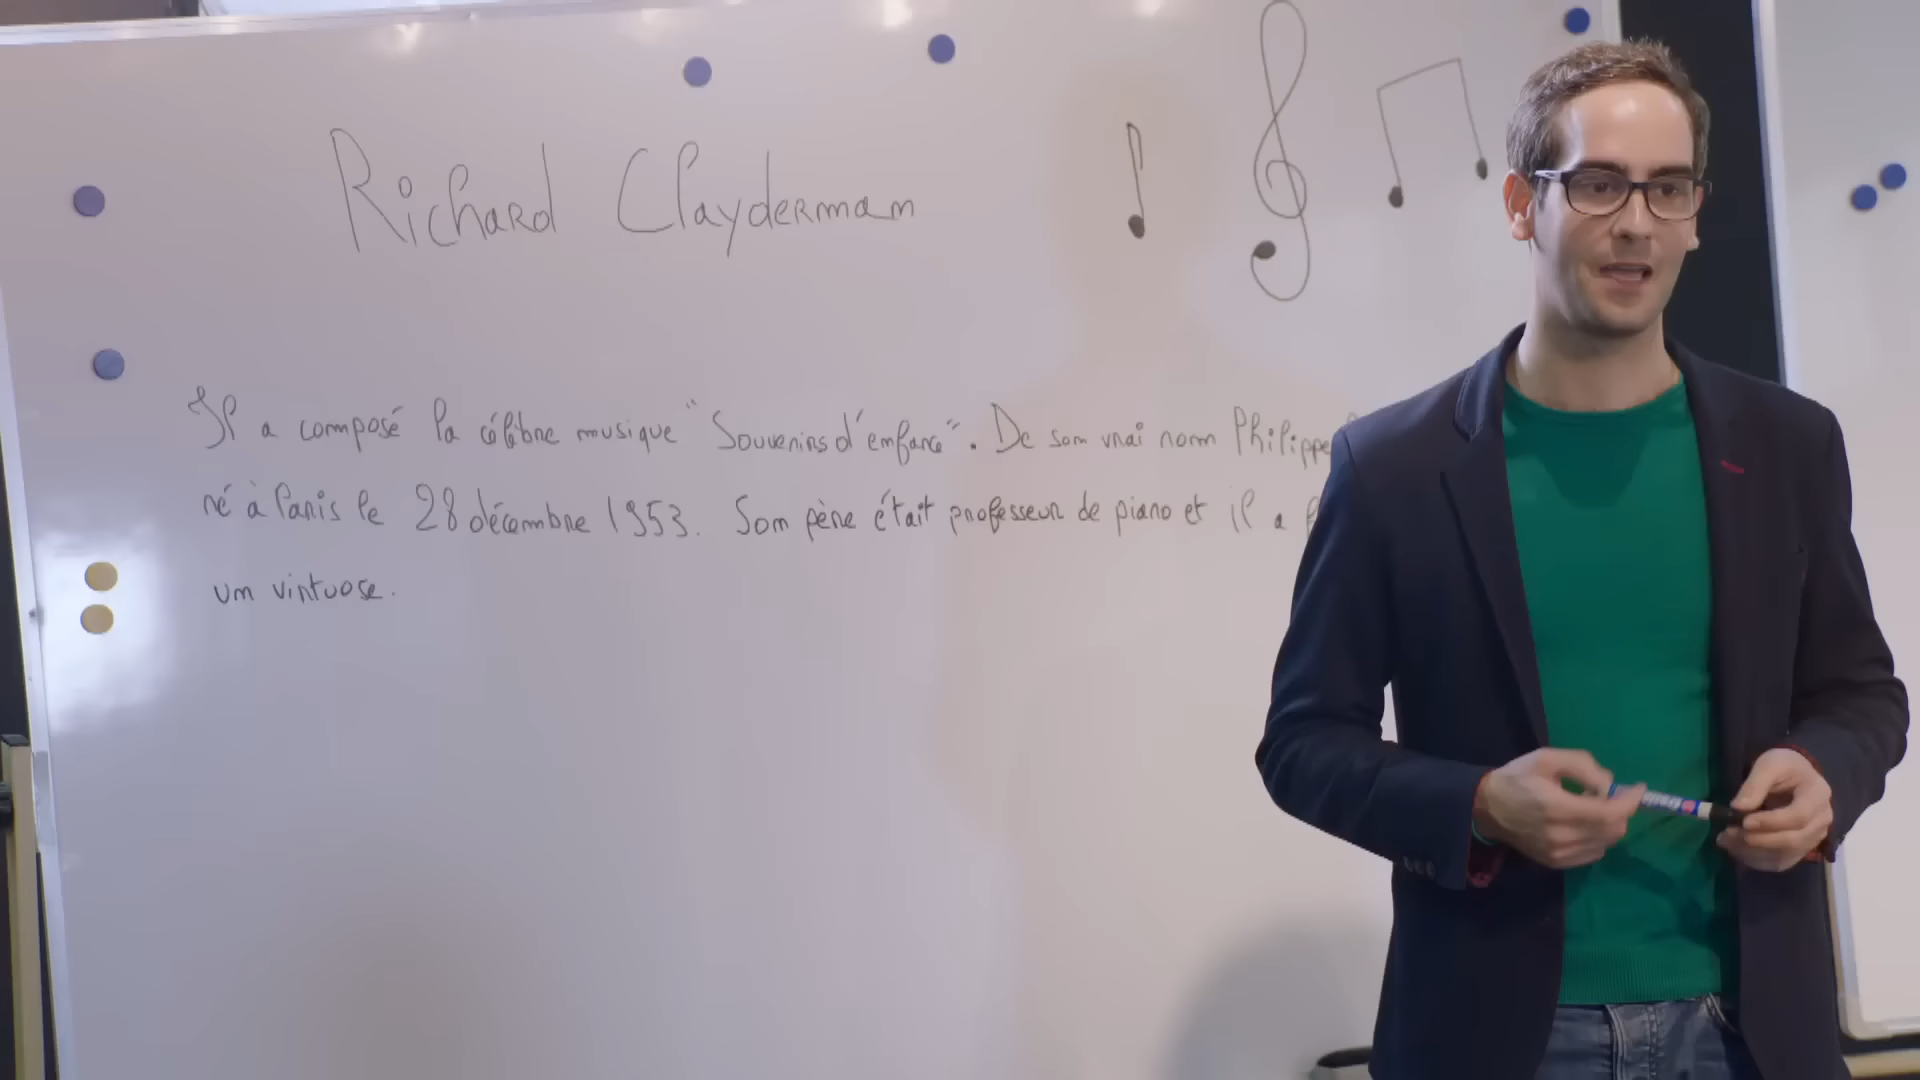 Richard Clayderman
Il a composé la célèbre musique "Souvenirs d'enfance". De son vrai nom Philippe
né à Paris le 28 décembre 1953. Son père était professeur de piano et il a
un virtuose.